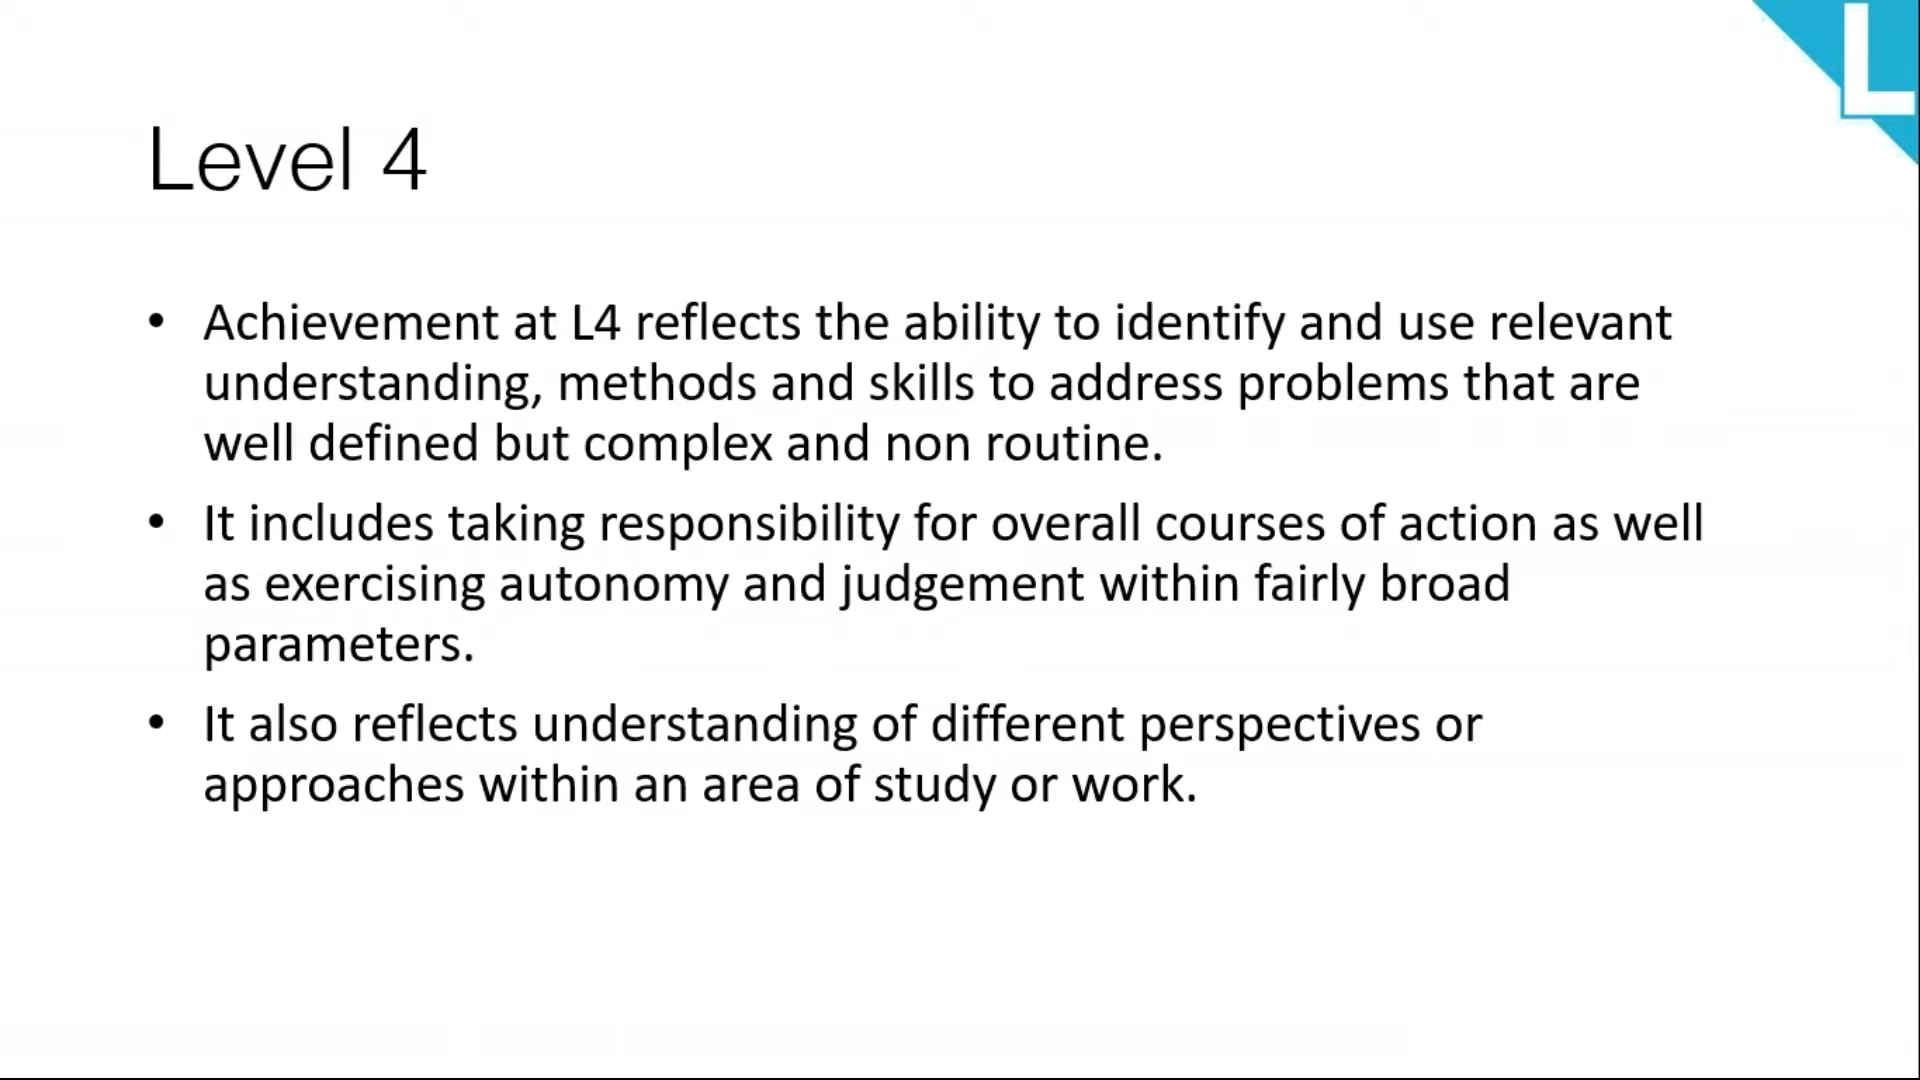 L
Level 4
• Achievement at L4 reflects the ability to identify and use relevant
understanding, methods and skills to address problems that are
well defined but complex and non routine.
• It includes taking responsibility for overall courses of action as well
as exercising autonomy and judgement within fairly broad
parameters.
• It also reflects understanding of different perspectives or
approaches within an area of study or work.